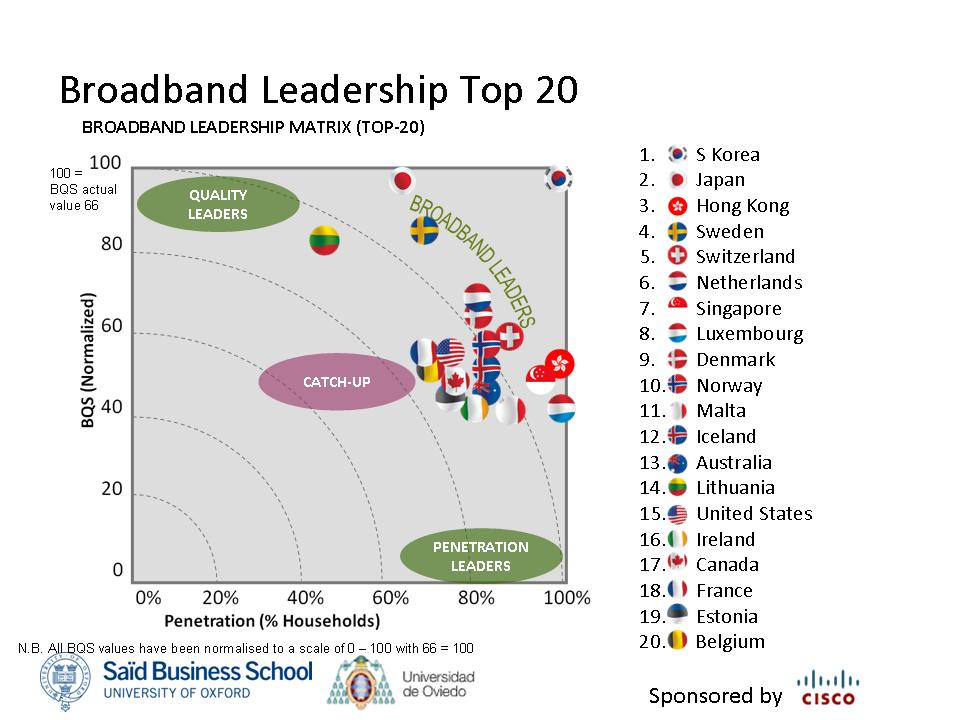 Broadband Leadership Top 20
BROADBAND LEADERSHIP MATRIX (TOP-20)
100 =
BQS actual
value 66
100
80
60
40
20
0
BQS (Normalized)
QUALITY
LEADERS
BROADBAND LEADERS
CATCH-UP
PENETRATION
LEADERS
0% 20% 40% 60% 80% 100%
Penetration (% Households)
1. S Korea
2. Japan
3. Hong Kong
4. Sweden
5. Switzerland
6. Netherlands
7. Singapore
8. Luxembourg
9. Denmark
10. Norway
11. Malta
12. Iceland
13. Australia
14. Lithuania
15. United States
16. Ireland
17. Canada
18. France
19. Estonia
20. Belgium
N.B. All BQS values have been normalised to a scale of 0 – 100 with 66 = 100
Saïd Business School
UNIVERSITY OF OXFORD
Universidad
de Oviedo
Sponsored by
CISCO